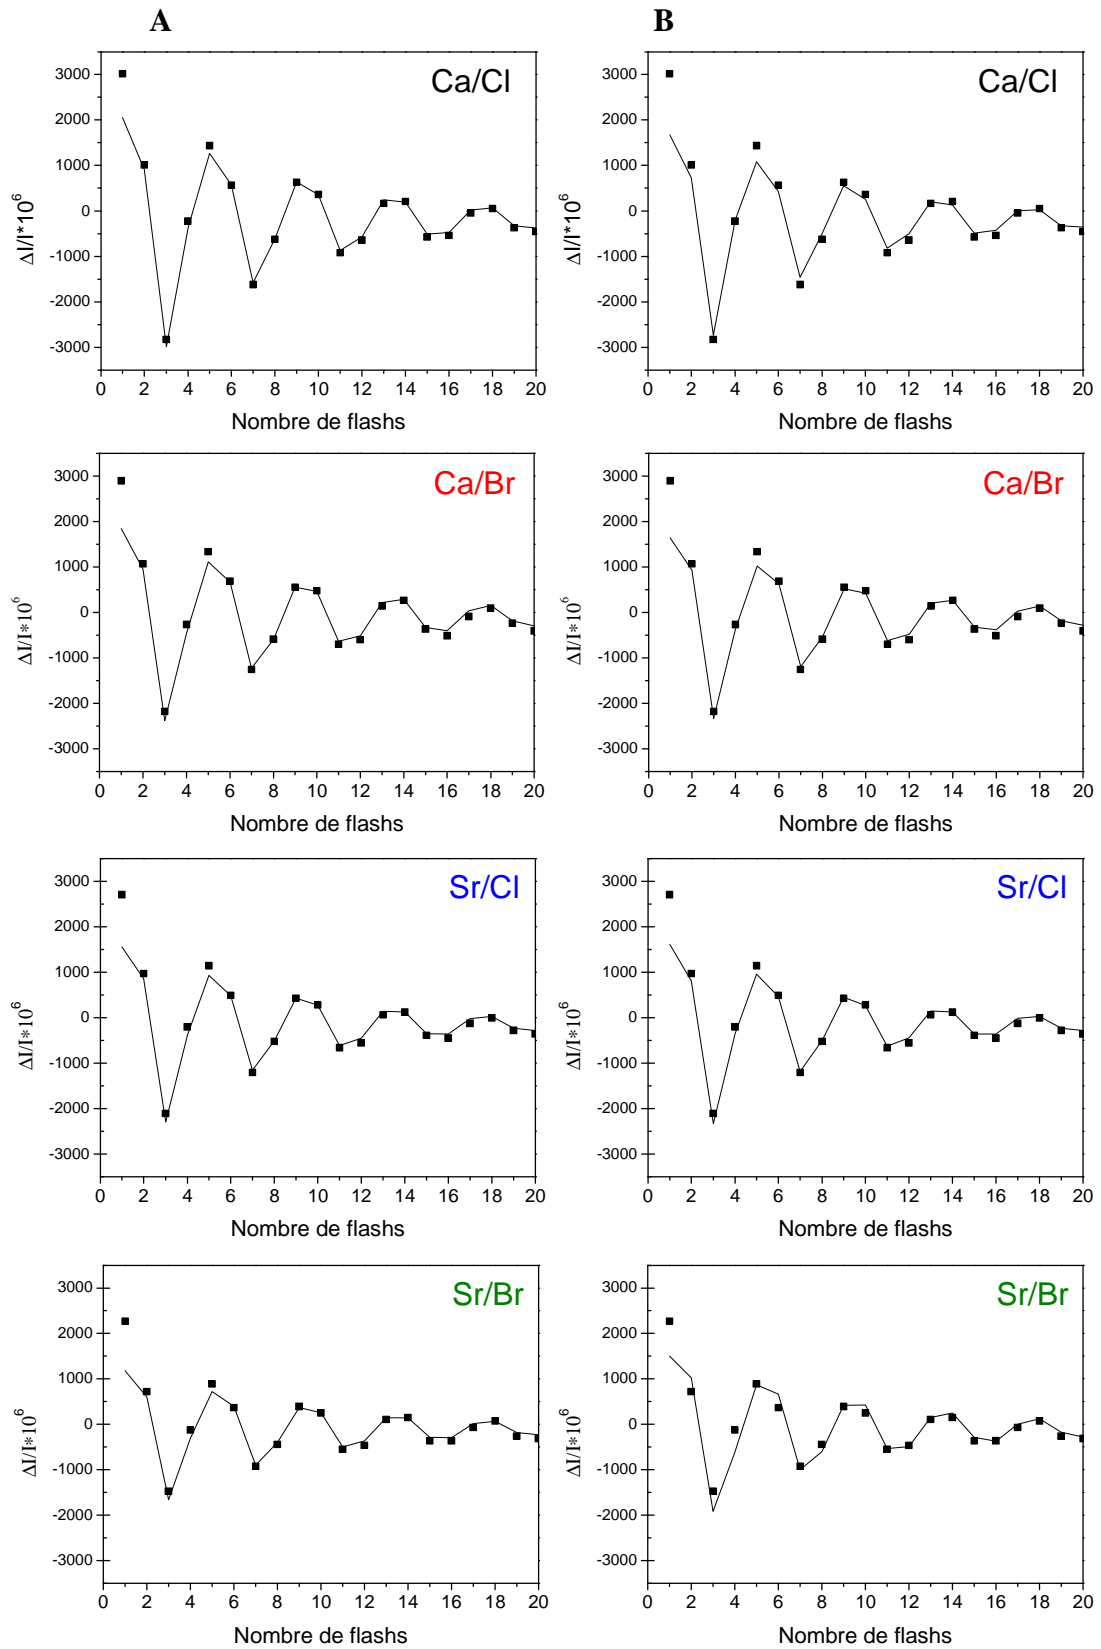 A B
Ca/Cl Ca/Cl
3000 3000
2000 2000
1000 1000
0 0
-1000 -1000
-2000 -2000
-3000 -3000
ΔI/I*10⁶ ΔI/I*10⁶
0 2 4 6 8 10 12 14 16 18 20 0 2 4 6 8 10 12 14 16 18 20
Nombre de flashs Nombre de flashs
Ca/Br Ca/Br
3000 3000
2000 2000
1000 1000
0 0
-1000 -1000
-2000 -2000
-3000 -3000
ΔI/I*10⁶ ΔI/I*10⁶
0 2 4 6 8 10 12 14 16 18 20 0 2 4 6 8 10 12 14 16 18 20
Nombre de flashs Nombre de flashs
Sr/Cl Sr/Cl
3000 3000
2000 2000
1000 1000
0 0
-1000 -1000
-2000 -2000
-3000 -3000
ΔI/I*10⁶ ΔI/I*10⁶
0 2 4 6 8 10 12 14 16 18 20 0 2 4 6 8 10 12 14 16 18 20
Nombre de flashs Nombre de flashs
Sr/Br Sr/Br
3000 3000
2000 2000
1000 1000
0 0
-1000 -1000
-2000 -2000
-3000 -3000
ΔI/I*10⁶ ΔI/I*10⁶
0 2 4 6 8 10 12 14 16 18 20 0 2 4 6 8 10 12 14 16 18 20
Nombre de flashs Nombre de flashs